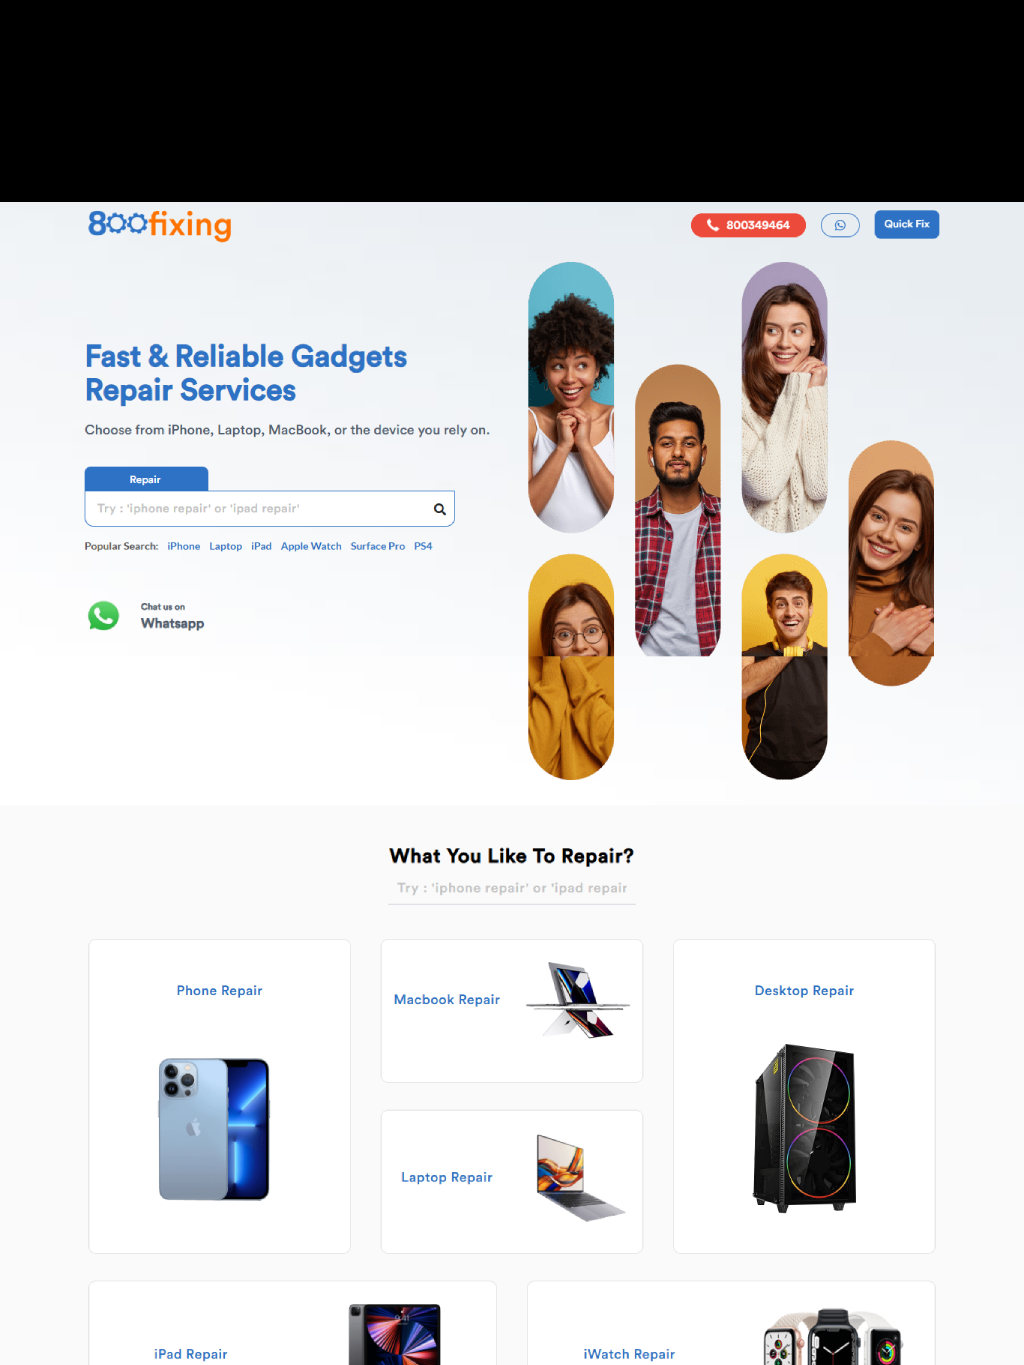 800fixing
800349464
Quick Fix
Fast & Reliable Gadgets
Repair Services
Choose from iPhone, Laptop, MacBook, or the device you rely on.
Repair
Try : 'iphone repair' or 'ipad repair'
Popular Search: iPhone Laptop iPad Apple Watch Surface Pro PS4
Chat us on
Whatsapp
What You Like To Repair?
Try : 'iphone repair' or 'ipad repair
Phone Repair
Macbook Repair
Desktop Repair
Laptop Repair
iPad Repair
iWatch Repair